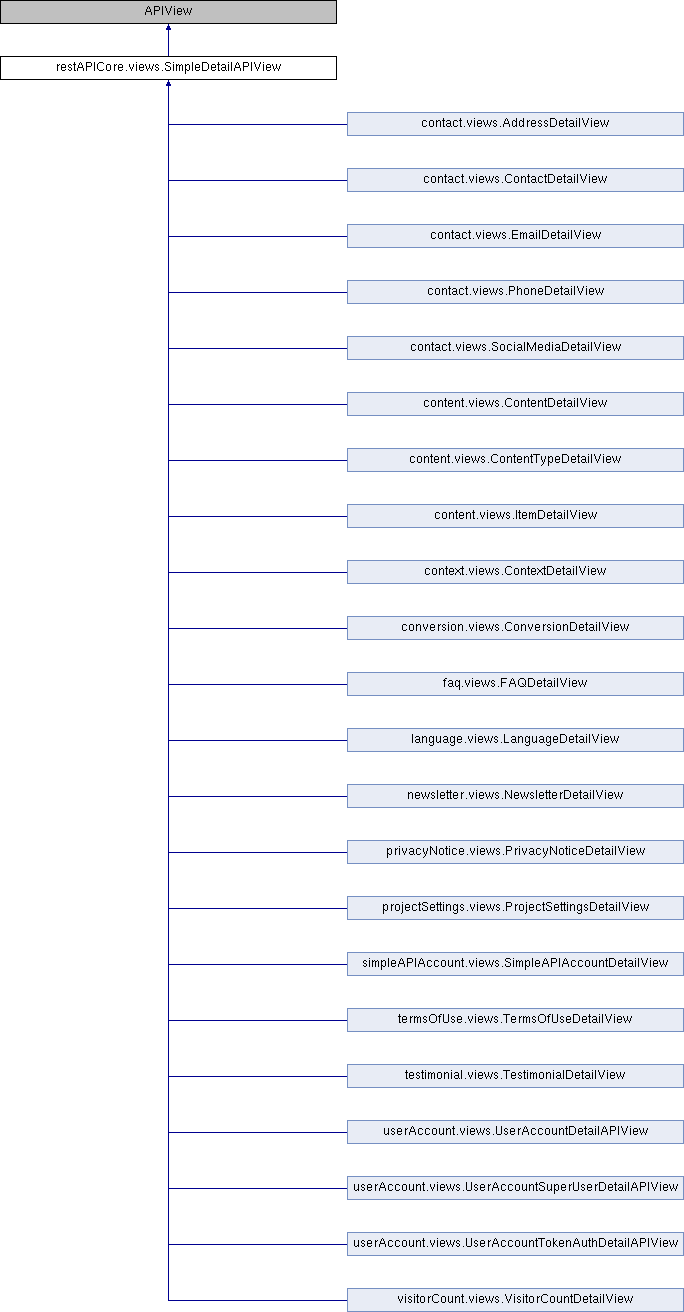 APIView
restAPICore.views.SimpleDetailAPIView
contact.views.AddressDetailView
contact.views.ContactDetailView
contact.views.EmailDetailView
contact.views.PhoneDetailView
contact.views.SocialMediaDetailView
content.views.ContentDetailView
content.views.ContentTypeDetailView
content.views.ItemDetailView
context.views.ContextDetailView
conversion.views.ConversionDetailView
faq.views.FAQDetailView
language.views.LanguageDetailView
newsletter.views.NewsletterDetailView
privacyNotice.views.PrivacyNoticeDetailView
projectSettings.views.ProjectSettingsDetailView
simpleAPIAccount.views.SimpleAPIAccountDetailView
termsOfUse.views.TermsOfUseDetailView
testimonial.views.TestimonialDetailView
userAccount.views.UserAccountDetailAPIView
userAccount.views.UserAccountSuperUserDetailAPIView
userAccount.views.UserAccountTokenAuthDetailAPIView
visitorCount.views.VisitorCountDetailView